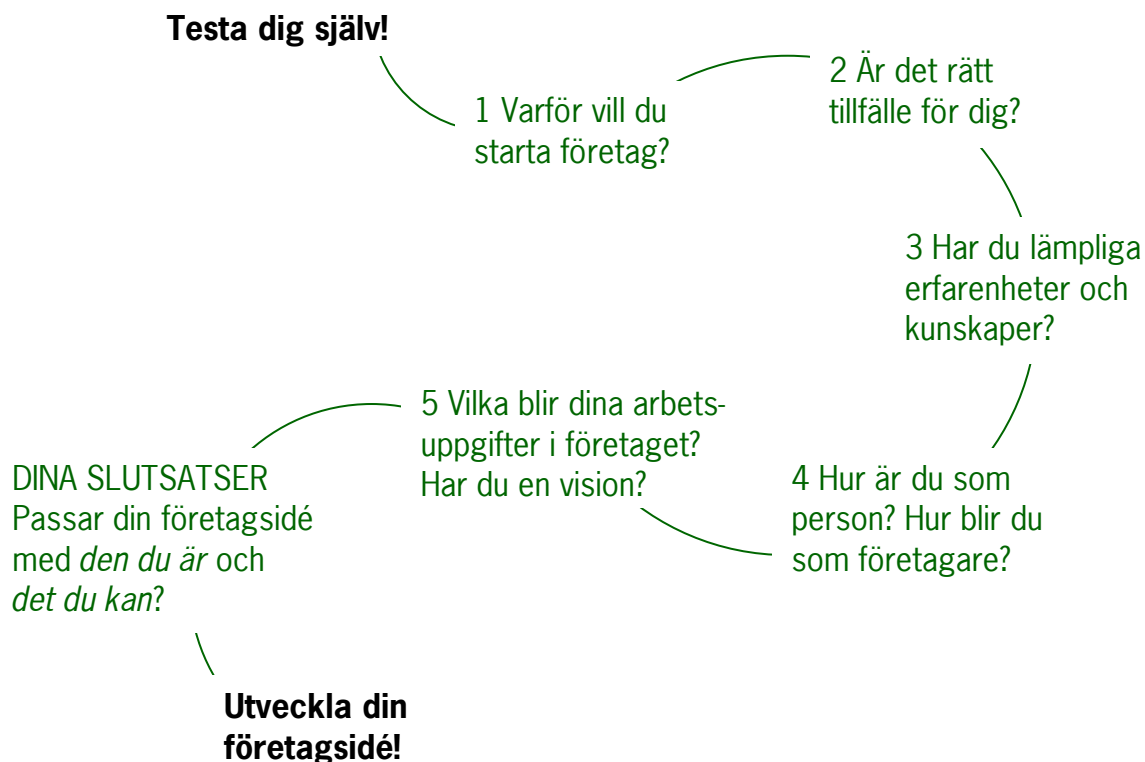 Testa dig själv!
1 Varför vill du
starta företag?
2 Är det rätt
tillfälle för dig?
3 Har du lämpliga
erfarenheter och
kunskaper?
4 Hur är du som
person? Hur blir du
som företagare?
5 Vilka blir dina arbets-
uppgifter i företaget?
Har du en vision?
DINA SLUTSATSER
Passar din företagsidé
med den du är och
det du kan?
Utveckla din
företagsidé!